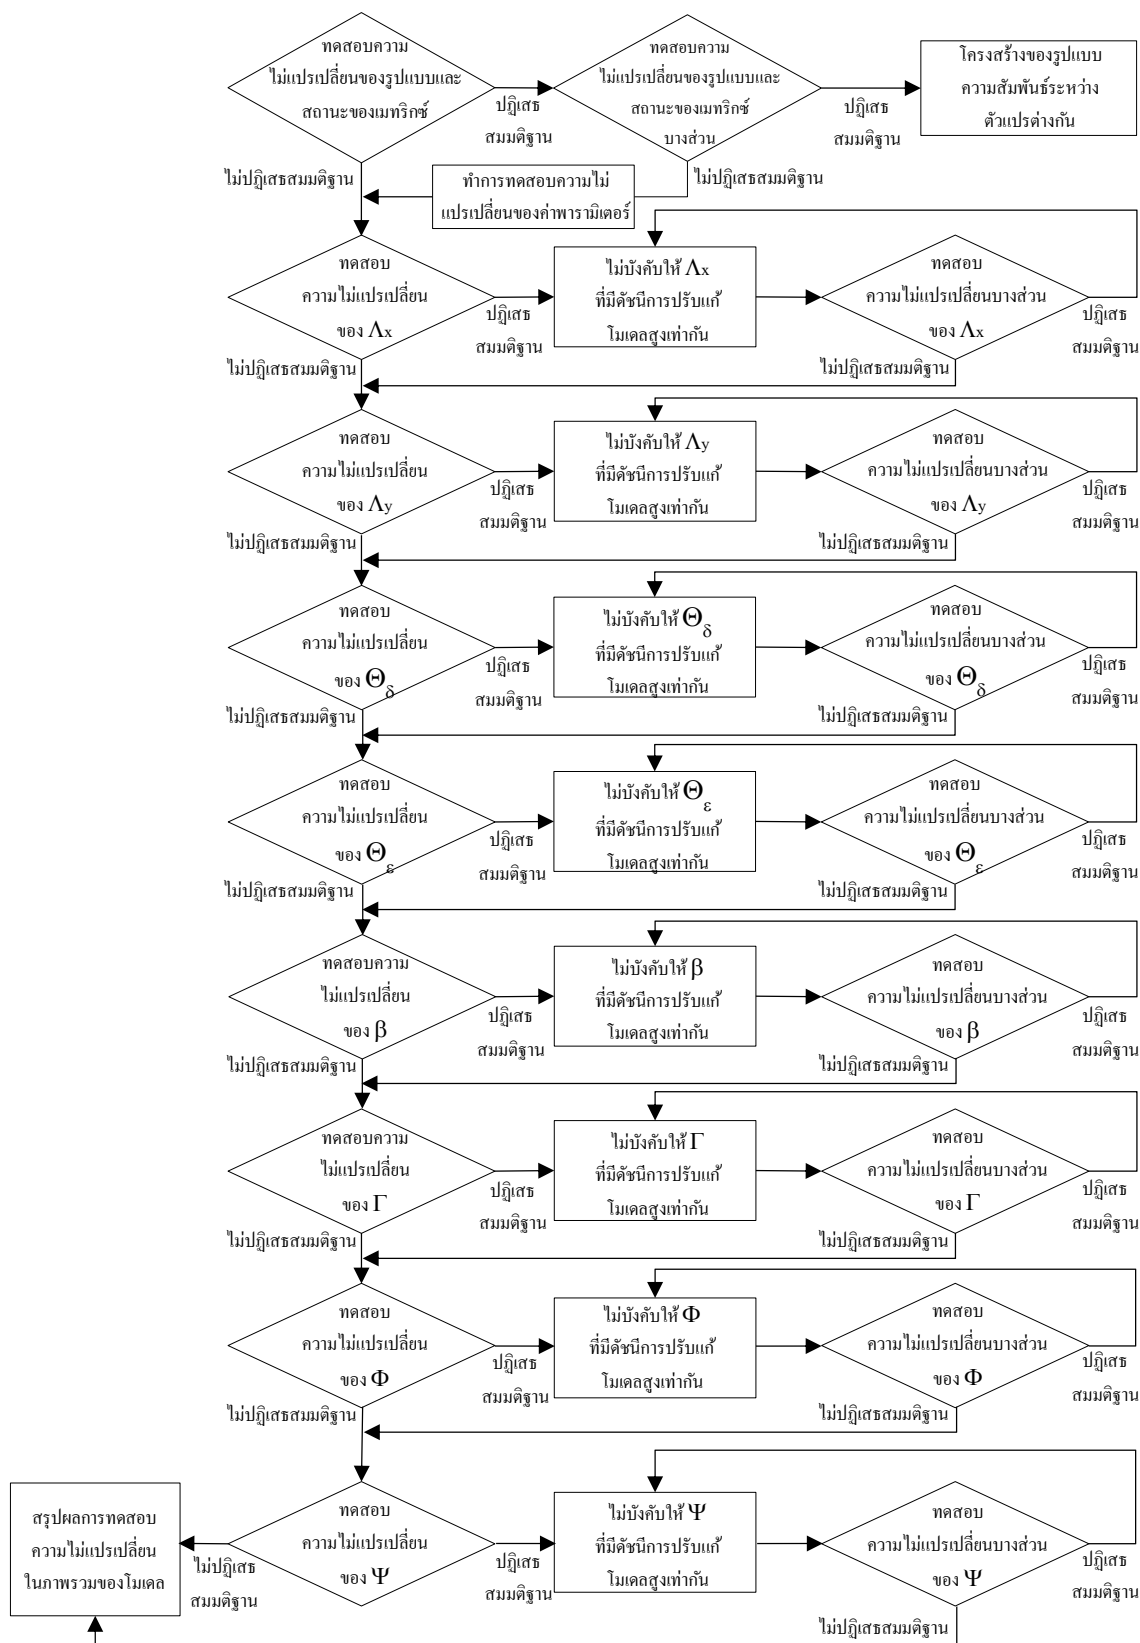 ทดสอบความ
ไม่แปรเปลี่ยนของรูปแบบและ
สถานะของเมทริกซ์
ปฏิเสธ
สมมติฐาน
ทดสอบความ
ไม่แปรเปลี่ยนของรูปแบบและ
สถานะของเมทริกซ์
บางส่วน
ปฏิเสธ
สมมติฐาน
โครงสร้างของรูปแบบ
ความสัมพันธ์ระหว่าง
ตัวแปรต่างกัน
ไม่ปฏิเสธสมมติฐาน
ทำการทดสอบความไม่
แปรเปลี่ยนของค่าพารามิเตอร์
ไม่ปฏิเสธสมมติฐาน
ทดสอบ
ความไม่แปรเปลี่ยน
ของ Λx
ปฏิเสธ
สมมติฐาน
ไม่บังคับให้ Λx
ที่มีดัชนีการปรับแก้
โมเดลสูงเท่ากัน
ทดสอบ
ความไม่แปรเปลี่ยนบางส่วน
ของ Λx
ปฏิเสธ
สมมติฐาน
ไม่ปฏิเสธสมมติฐาน
ไม่ปฏิเสธสมมติฐาน
ทดสอบ
ความไม่แปรเปลี่ยน
ของ Λy
ปฏิเสธ
สมมติฐาน
ไม่บังคับให้ Λy
ที่มีดัชนีการปรับแก้
โมเดลสูงเท่ากัน
ทดสอบ
ความไม่แปรเปลี่ยนบางส่วน
ของ Λy
ปฏิเสธ
สมมติฐาน
ไม่ปฏิเสธสมมติฐาน
ไม่ปฏิเสธสมมติฐาน
ทดสอบ
ความไม่แปรเปลี่ยน
ของ Θδ
ปฏิเสธ
สมมติฐาน
ไม่บังคับให้ Θδ
ที่มีดัชนีการปรับแก้
โมเดลสูงเท่ากัน
ทดสอบ
ความไม่แปรเปลี่ยนบางส่วน
ของ Θδ
ปฏิเสธ
สมมติฐาน
ไม่ปฏิเสธสมมติฐาน
ไม่ปฏิเสธสมมติฐาน
ทดสอบ
ความไม่แปรเปลี่ยน
ของ Θε
ปฏิเสธ
สมมติฐาน
ไม่บังคับให้ Θε
ที่มีดัชนีการปรับแก้
โมเดลสูงเท่ากัน
ทดสอบ
ความไม่แปรเปลี่ยนบางส่วน
ของ Θε
ปฏิเสธ
สมมติฐาน
ไม่ปฏิเสธสมมติฐาน
ไม่ปฏิเสธสมมติฐาน
ทดสอบความ
ไม่แปรเปลี่ยน
ของ β
ปฏิเสธ
สมมติฐาน
ไม่บังคับให้ β
ที่มีดัชนีการปรับแก้
โมเดลสูงเท่ากัน
ทดสอบ
ความไม่แปรเปลี่ยนบางส่วน
ของ β
ปฏิเสธ
สมมติฐาน
ไม่ปฏิเสธสมมติฐาน
ไม่ปฏิเสธสมมติฐาน
ทดสอบความ
ไม่แปรเปลี่ยน
ของ Γ
ปฏิเสธ
สมมติฐาน
ไม่บังคับให้ Γ
ที่มีดัชนีการปรับแก้
โมเดลสูงเท่ากัน
ทดสอบ
ความไม่แปรเปลี่ยนบางส่วน
ของ Γ
ปฏิเสธ
สมมติฐาน
ไม่ปฏิเสธสมมติฐาน
ไม่ปฏิเสธสมมติฐาน
ทดสอบ
ความไม่แปรเปลี่ยน
ของ Φ
ปฏิเสธ
สมมติฐาน
ไม่บังคับให้ Φ
ที่มีดัชนีการปรับแก้
โมเดลสูงเท่ากัน
ทดสอบ
ความไม่แปรเปลี่ยนบางส่วน
ของ Φ
ปฏิเสธ
สมมติฐาน
ไม่ปฏิเสธสมมติฐาน
ไม่ปฏิเสธสมมติฐาน
สรุปผลการทดสอบ
ความไม่แปรเปลี่ยน
ในภาพรวมของโมเดล
ไม่ปฏิเสธ
สมมติฐาน
ทดสอบ
ความไม่แปรเปลี่ยน
ของ Ψ
ปฏิเสธ
สมมติฐาน
ไม่บังคับให้ Ψ
ที่มีดัชนีการปรับแก้
โมเดลสูงเท่ากัน
ทดสอบ
ความไม่แปรเปลี่ยนบางส่วน
ของ Ψ
ปฏิเสธ
สมมติฐาน
ไม่ปฏิเสธสมมติฐาน